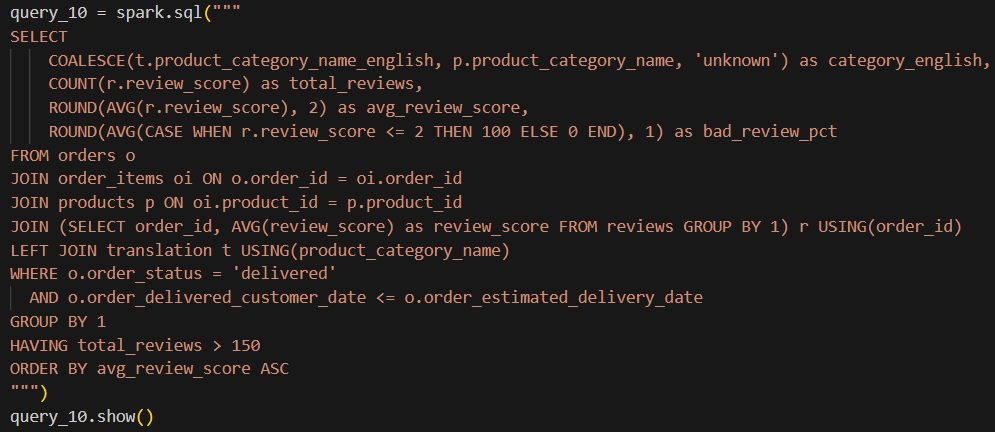 query_10 = spark.sql("""
SELECT
    COALESCE(t.product_category_name_english, p.product_category_name, 'unknown') as category_english,
    COUNT(r.review_score) as total_reviews,
    ROUND(AVG(r.review_score), 2) as avg_review_score,
    ROUND(AVG(CASE WHEN r.review_score <= 2 THEN 100 ELSE 0 END), 1) as bad_review_pct
FROM orders o
JOIN order_items oi ON o.order_id = oi.order_id
JOIN products p ON oi.product_id = p.product_id
JOIN (SELECT order_id, AVG(review_score) as review_score FROM reviews GROUP BY 1) r USING(order_id)
LEFT JOIN translation t USING(product_category_name)
WHERE o.order_status = 'delivered'
  AND o.order_delivered_customer_date <= o.order_estimated_delivery_date
GROUP BY 1
HAVING total_reviews > 150
ORDER BY avg_review_score ASC
""")
query_10.show()